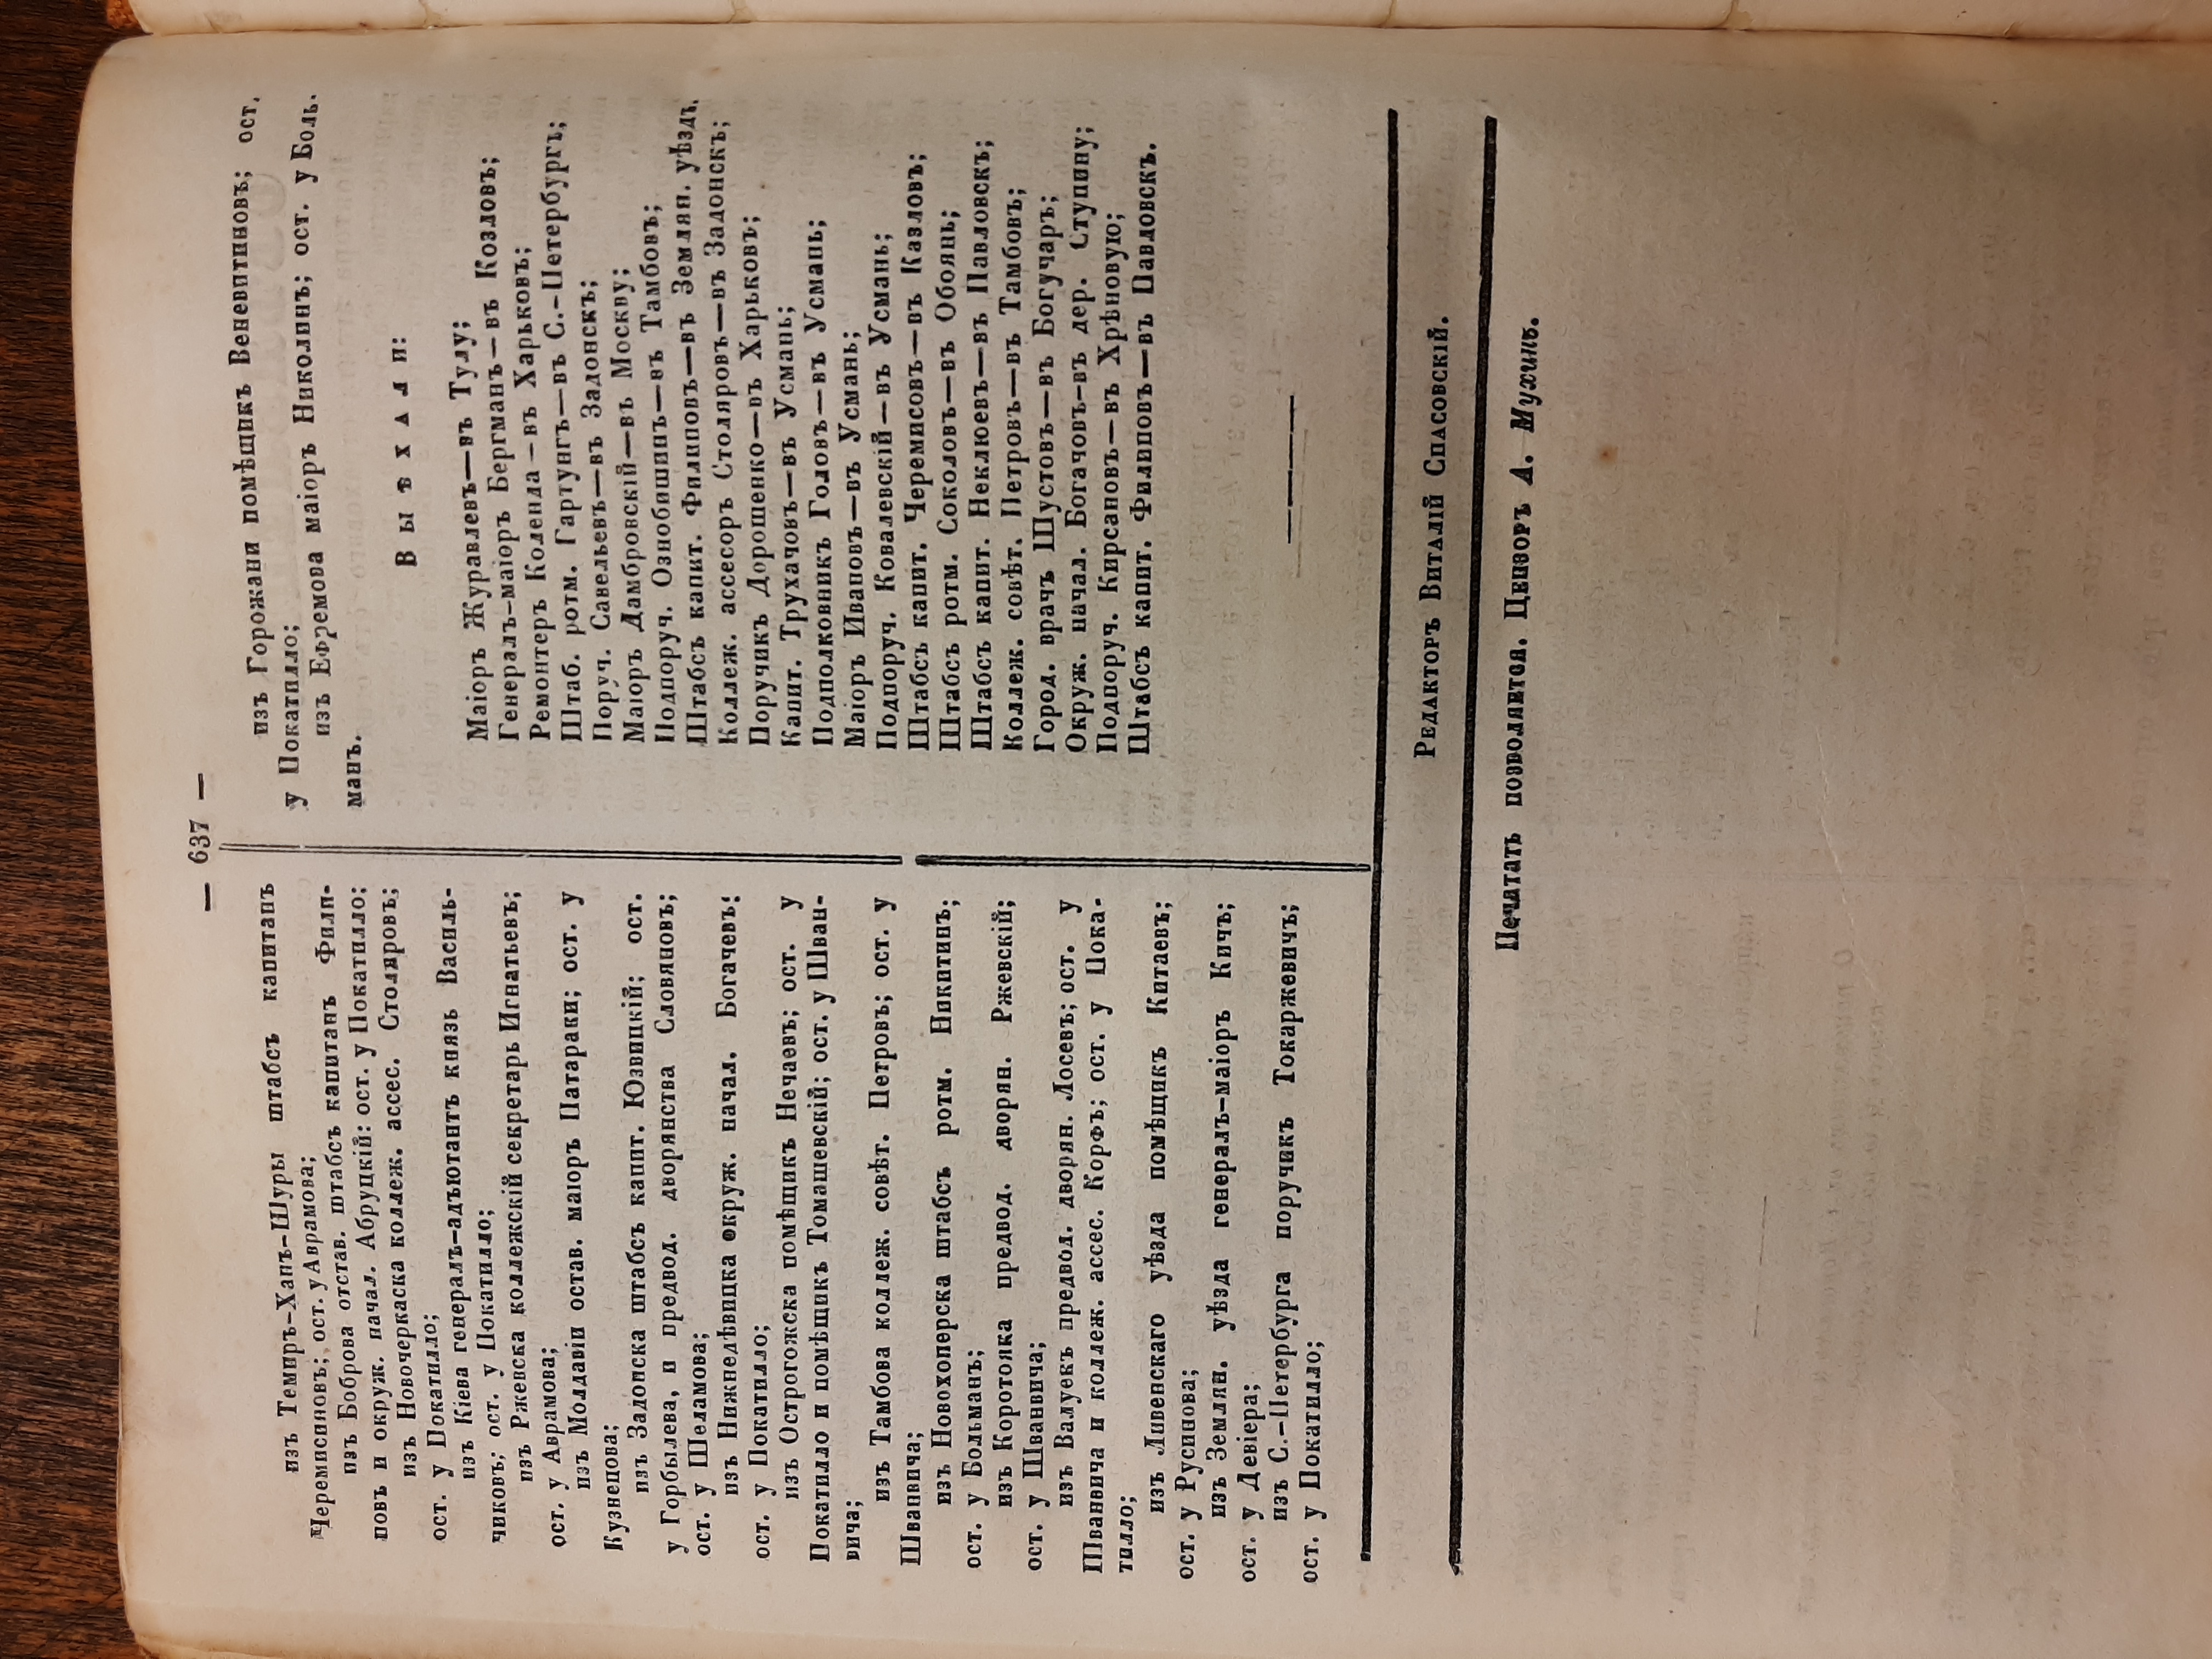 — 637 —
изъ Темиръ-Ханъ-Шуры штабсъ капитанъ
Черемисиновъ; ост. у Аврамова;
изъ Боброва отстав. штабсъ капитанъ Фили-
повъ и окруж. начал. Абруцкій: ост. у Покатилло;
изъ Новочеркаска коллеж. ассес. Столяровъ;
ост. у Покатилло;
изъ Кіева генералъ-адъютантъ князь Василь-
чиковъ; ост. у Покатилло;
изъ Ржевска коллежскій секретарь Игнатьевъ;
ост. у Аврамова;
изъ Молдавіи остав. маіоръ Патараки; ост. у
Кузнецова;
изъ Задонска штабсъ капит. Юзвицкій; ост.
у Горбылева, и предвод. дворянства Словяновъ;
ост. у Шеламова;
изъ Нижнедѣвицка окруж. начал. Богачевъ;
ост. у Покатилло;
изъ Острогожска помѣщикъ Нечаевъ; ост. у
Покатилло и помѣщикъ Томашевскій; ост. у Шван-
вича;
изъ Тамбова коллеж. совѣт. Петровъ; ост. у
Шванвича;
изъ Новохоперска штабсъ ротм. Никитинъ;
ост. у Больманъ;
изъ Коротояка предвод. дворян. Ржевскій;
ост. у Шванвича;
изъ Валуекъ предвод. дворян. Лосевъ; ост. у
Шванвича и коллеж. ассес. Корфъ; ост. у Пока-
тилло;
изъ Ливенскаго уѣзда помѣщикъ Китаевъ;
ост. у Русинова;
изъ Землян. уѣзда генералъ-маіоръ Кичъ;
ост. у Девіера;
изъ С.-Петербурга поручикъ Токаржевичъ;
ост. у Покатилло;
изъ Горожани помѣщикъ Веневитиновъ; ост.
у Покатилло;
изъ Ефремова маіоръ Николинъ; ост. у Боль-
манъ.
Выѣхали:
Маіоръ Журавлевъ—въ Тулу;
Генералъ-маіоръ Бергманъ—въ Козловъ;
Ремонтеръ Коленда—въ Харьковъ;
Штаб. ротм. Гартунгъ—въ С.-Петербургъ;
Поруч. Савельевъ—въ Задонскъ;
Маіоръ Дамбровскій—въ Москву;
Подпоруч. Ознобишинъ—въ Тамбовъ;
Штабсъ капит. Филиповъ—въ Землян. уѣздъ.
Коллеж. ассесоръ Столяровъ—въ Задонскъ;
Поручикъ Дорошенко—въ Харьковъ;
Капит. Трухачовъ—въ Усмань;
Подполковникъ Головъ—въ Усмань;
Маіоръ Ивановъ—въ Усмань;
Подпоруч. Ковалевскій—въ Усмань;
Штабсъ капит. Черемисовъ—въ Казловъ;
Штабсъ ротм. Соколовъ—въ Обоянь;
Штабсъ капит. Неклюевъ—въ Павловскъ;
Коллеж. совѣт. Петровъ—въ Тамбовъ;
Город. врачъ Шустовъ—въ Богучаръ;
Окруж. начал. Богачовъ-въ дер. Ступину;
Подпоруч. Кирсановъ—въ Хрѣновую;
Штабсъ капит. Филиповъ—въ Павловскъ.
Редакторъ Виталій Спасовскій.
Печатать позволяется. Цензоръ А. Мухинъ.